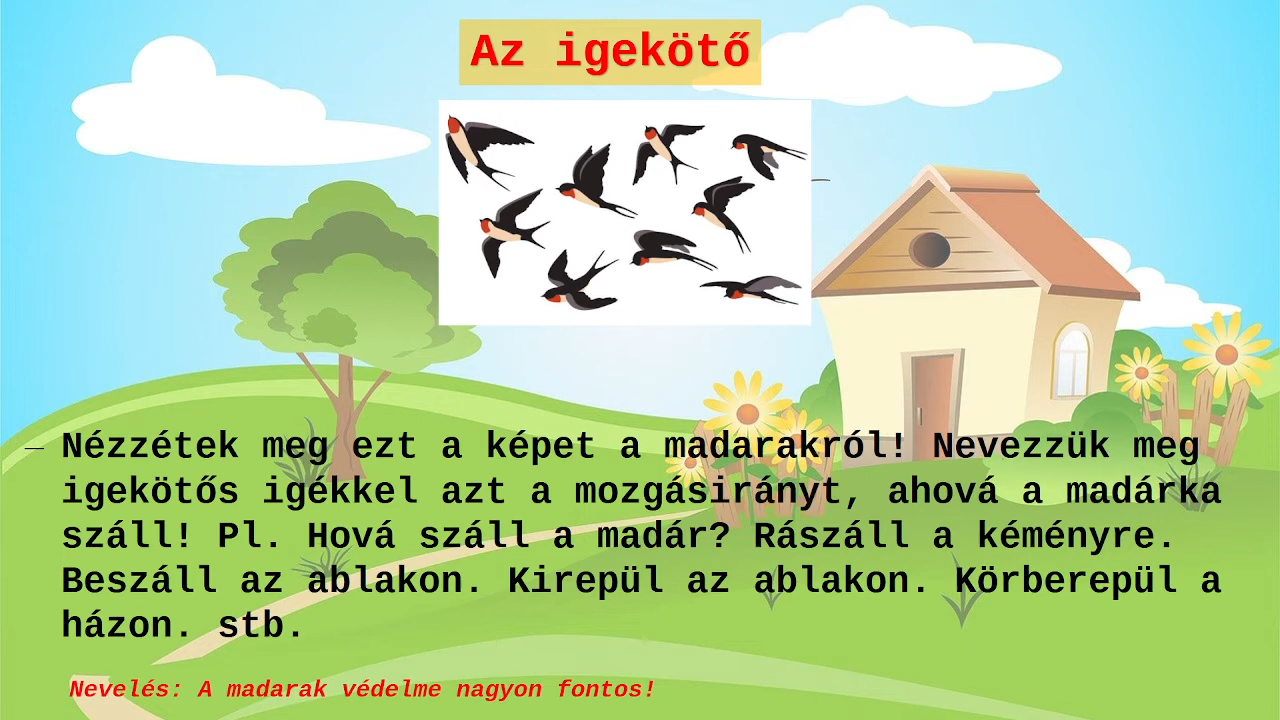 Az igekötő
– Nézzétek meg ezt a képet a madarakról! Nevezzük meg
igekötős igékkel azt a mozgásirányt, ahová a madárka
száll! Pl. Hová száll a madár? Rászáll a kéményre.
Beszáll az ablakon. Kirepül az ablakon. Körberepül a
házon. stb.
Nevelés: A madarak védelme nagyon fontos!